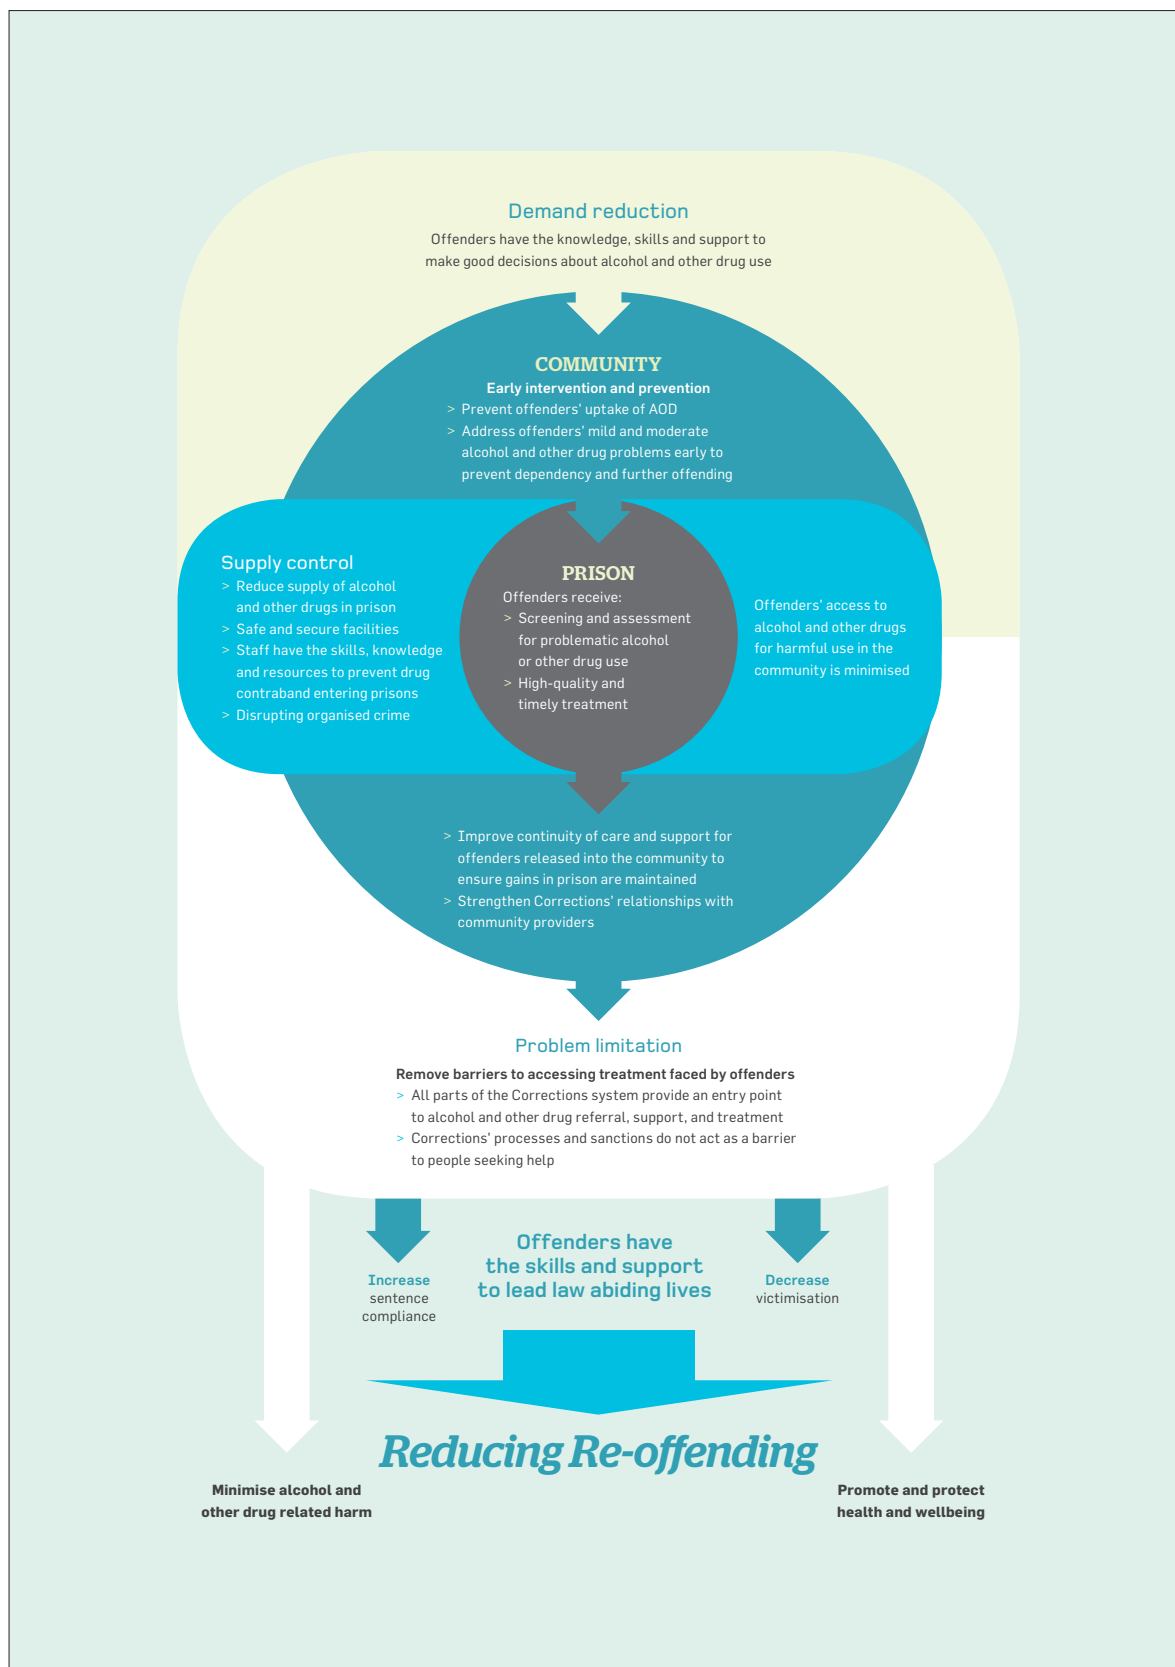 Demand reduction
Offenders have the knowledge, skills and support to
make good decisions about alcohol and other drug use
COMMUNITY
Early intervention and prevention
> Prevent offenders' uptake of AOD
> Address offenders' mild and moderate
alcohol and other drug problems early to
prevent dependency and further offending
Supply control
> Reduce supply of alcohol
and other drugs in prison
> Safe and secure facilities
> Staff have the skills, knowledge
and resources to prevent drug
contraband entering prisons
> Disrupting organised crime
PRISON
Offenders receive:
> Screening and assessment
for problematic alcohol
or other drug use
> High-quality and
timely treatment
Offenders' access to
alcohol and other drugs
for harmful use in the
community is minimised
> Improve continuity of care and support for
offenders released into the community to
ensure gains in prison are maintained
> Strengthen Corrections' relationships with
community providers
Problem limitation
Remove barriers to accessing treatment faced by offenders
> All parts of the Corrections system provide an entry point
to alcohol and other drug referral, support, and treatment
> Corrections' processes and sanctions do not act as a barrier
to people seeking help
Increase
sentence
compliance
Offenders have
the skills and support
to lead law abiding lives
Decrease
victimisation
Reducing Re-offending
Minimise alcohol and
other drug related harm
Promote and protect
health and wellbeing